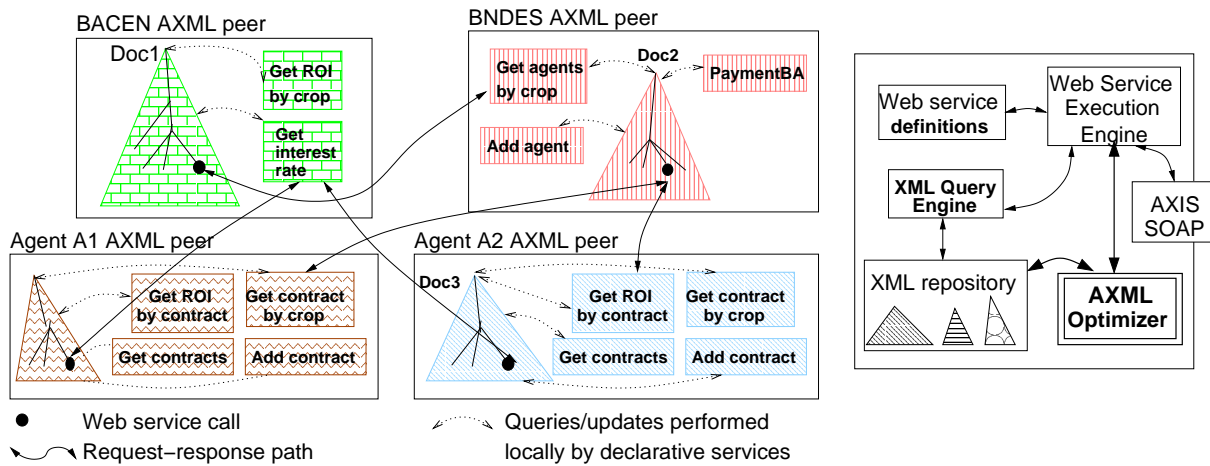 BACEN AXML peer
Doc1
Get ROI
by crop
Get
interest
rate
BNDES AXML peer
Get agents
by crop
Doc2
PaymentBA
Add agent
Agent A1 AXML peer
Get ROI
by contract
Get contract
by crop
Get contracts
Add contract
Agent A2 AXML peer
Doc3
Get ROI
by contract
Get contract
by crop
Get contracts
Add contract
Web service call
Request−response path
Queries/updates performed
locally by declarative services
Web service
definitions
Web Service
Execution
Engine
XML Query
Engine
AXIS
SOAP
XML repository
AXML
Optimizer